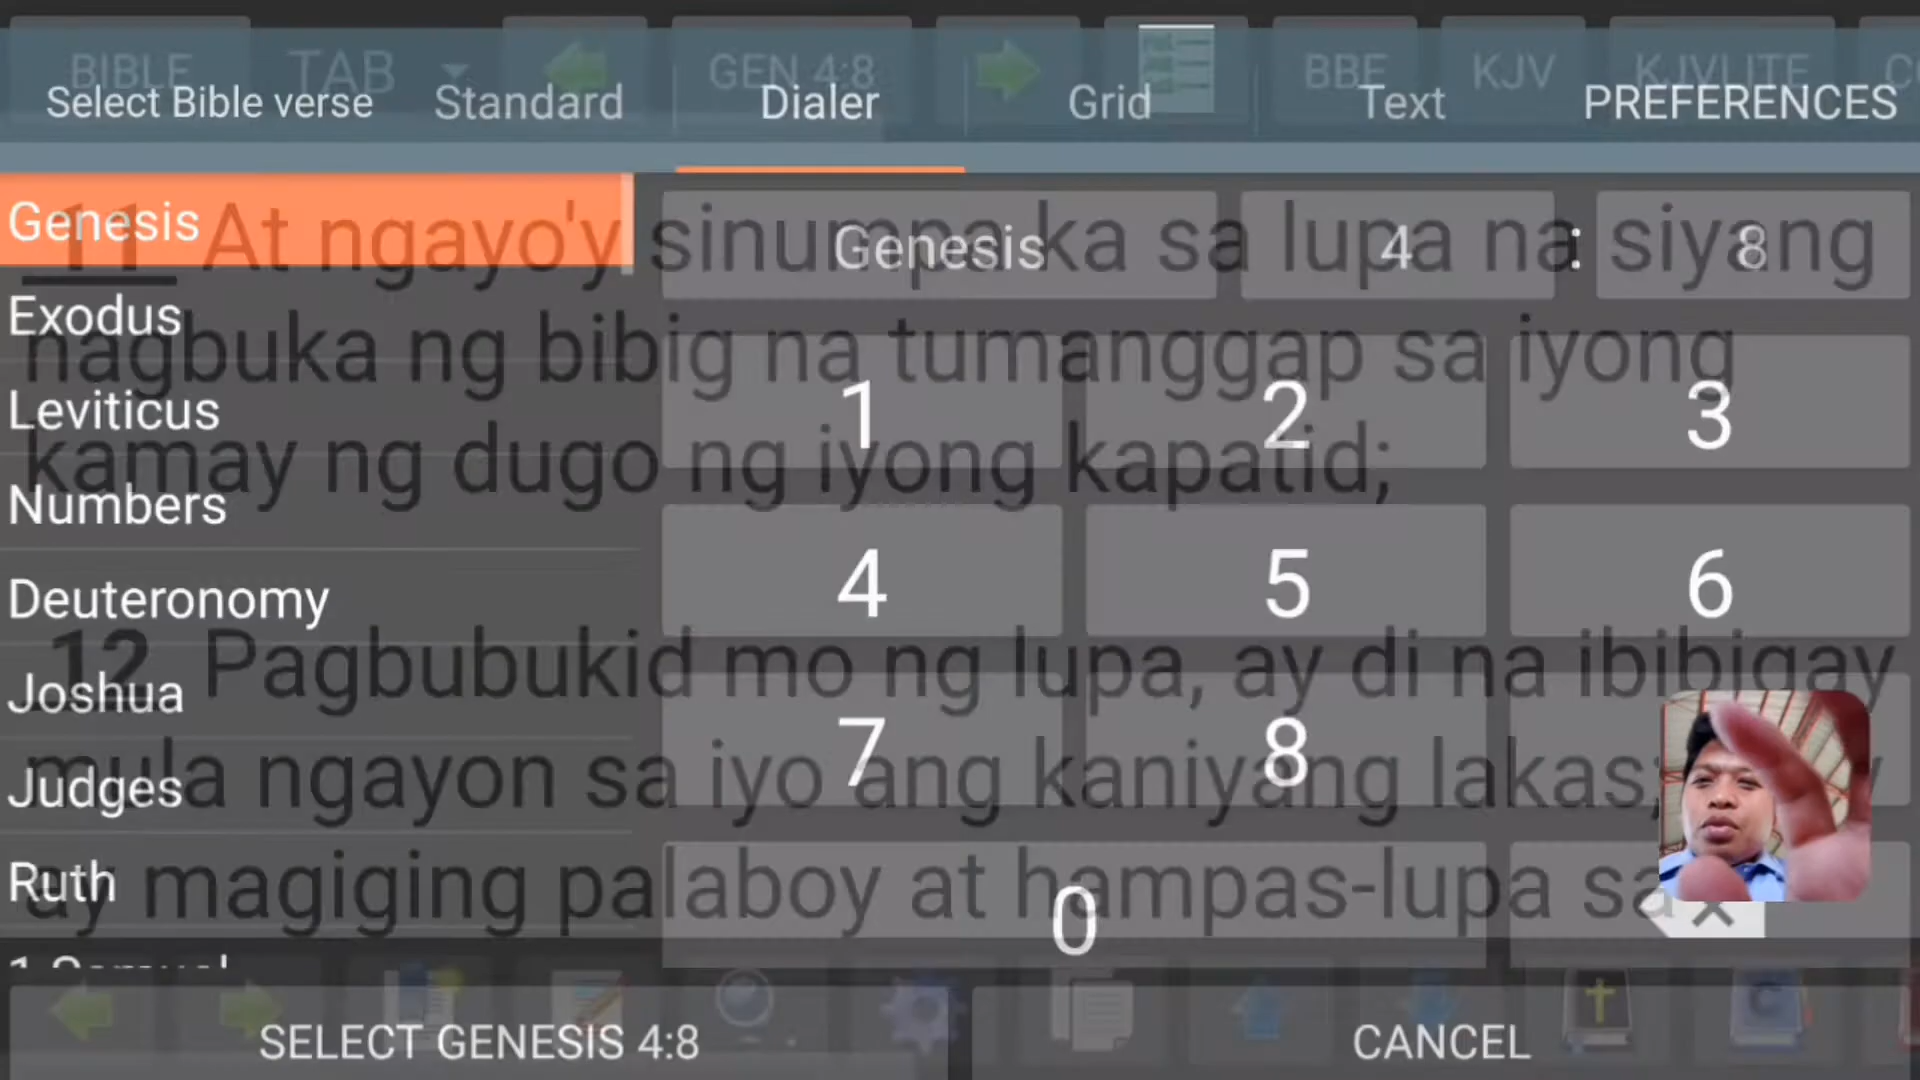 BIBLE TAB GEN 4:8 BBE KJV KJVLITE
Select Bible verse Standard Dialer Grid Text PREFERENCES
Genesis
Exodus
Leviticus
Numbers
Deuteronomy
Joshua
Judges
Ruth
1 Samuel
Genesis 4 : 8
1 2 3
4 5 6
7 8
0
SELECT GENESIS 4:8 CANCEL
11 At ngayo'y sinumpa ka sa lupa na siyang
nagbuka ng bibig na tumanggap sa iyong
kamay ng dugo ng iyong kapatid;
12 Pagbubukid mo ng lupa, ay di na ibibigay
mula ngayon sa iyo ang kaniyang lakas;
ay magiging palaboy at hampas-lupa sa